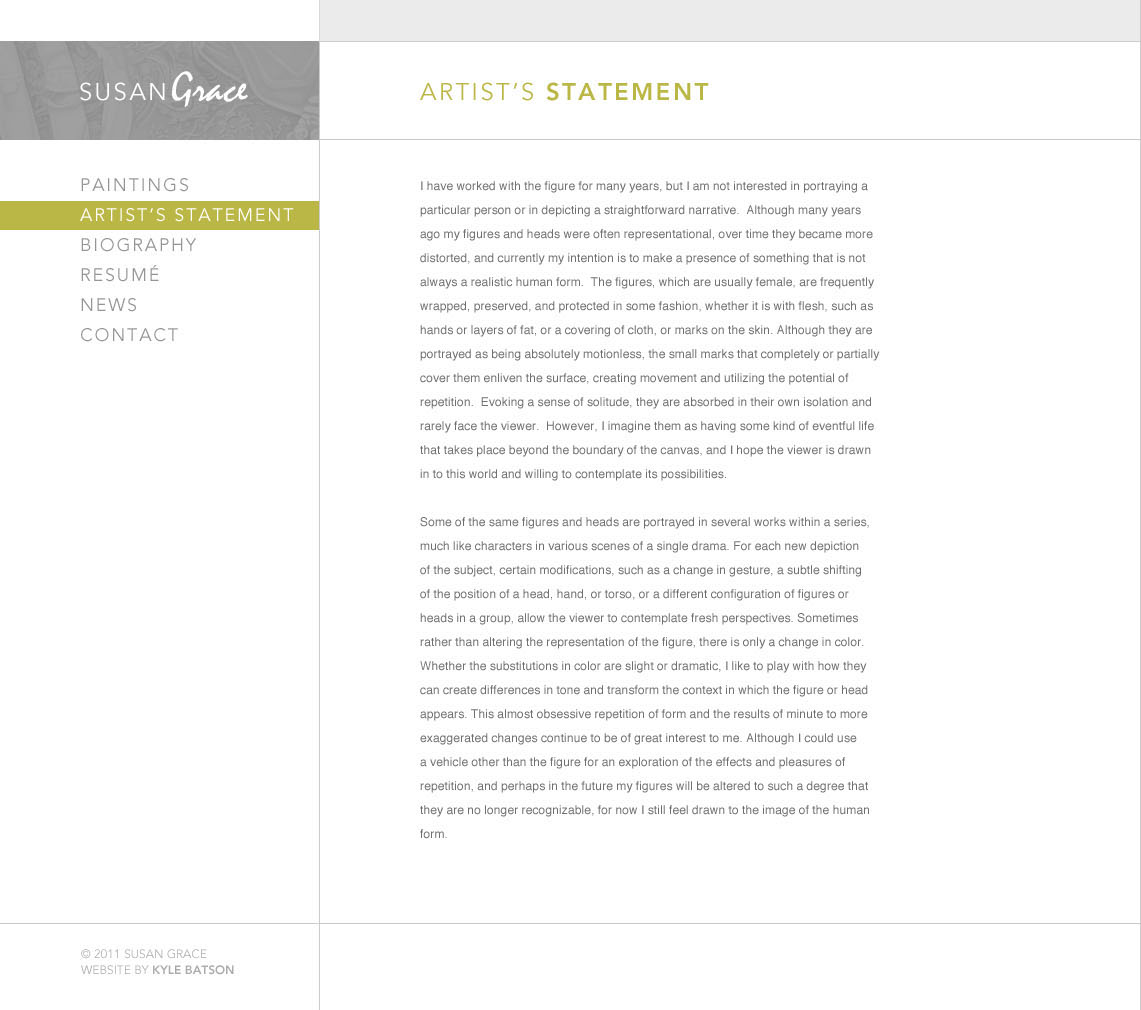 SUSAN Grace
ARTIST'S STATEMENT
PAINTINGS
ARTIST'S STATEMENT
BIOGRAPHY
RESUMÉ
NEWS
CONTACT
I have worked with the figure for many years, but I am not interested in portraying a
particular person or in depicting a straightforward narrative.  Although many years
ago my figures and heads were often representational, over time they became more
distorted, and currently my intention is to make a presence of something that is not
always a realistic human form.  The figures, which are usually female, are frequently
wrapped, preserved, and protected in some fashion, whether it is with flesh, such as
hands or layers of fat, or a covering of cloth, or marks on the skin. Although they are
portrayed as being absolutely motionless, the small marks that completely or partially
cover them enliven the surface, creating movement and utilizing the potential of
repetition.  Evoking a sense of solitude, they are absorbed in their own isolation and
rarely face the viewer.  However, I imagine them as having some kind of eventful life
that takes place beyond the boundary of the canvas, and I hope the viewer is drawn
in to this world and willing to contemplate its possibilities.
Some of the same figures and heads are portrayed in several works within a series,
much like characters in various scenes of a single drama. For each new depiction
of the subject, certain modifications, such as a change in gesture, a subtle shifting
of the position of a head, hand, or torso, or a different configuration of figures or
heads in a group, allow the viewer to contemplate fresh perspectives. Sometimes
rather than altering the representation of the figure, there is only a change in color.
Whether the substitutions in color are slight or dramatic, I like to play with how they
can create differences in tone and transform the context in which the figure or head
appears. This almost obsessive repetition of form and the results of minute to more
exaggerated changes continue to be of great interest to me. Although I could use
a vehicle other than the figure for an exploration of the effects and pleasures of
repetition, and perhaps in the future my figures will be altered to such a degree that
they are no longer recognizable, for now I still feel drawn to the image of the human
form.
© 2011 SUSAN GRACE
WEBSITE BY KYLE BATSON